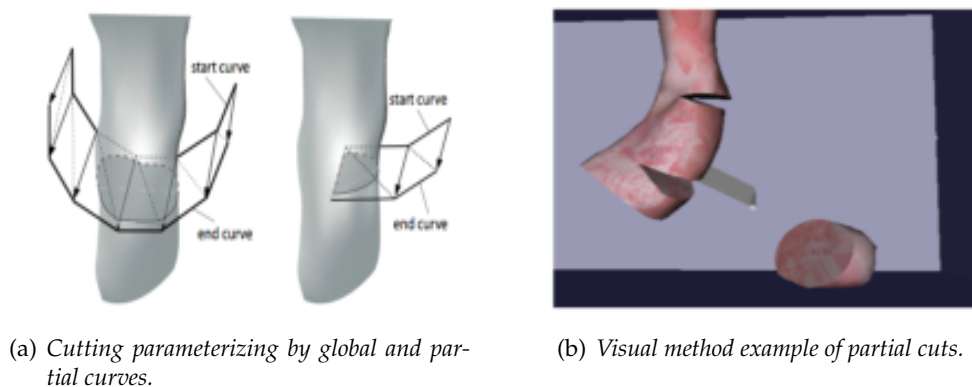 start curve
start curve
end curve
end curve
(a) Cutting parameterizing by global and par-
tial curves.
(b) Visual method example of partial cuts.